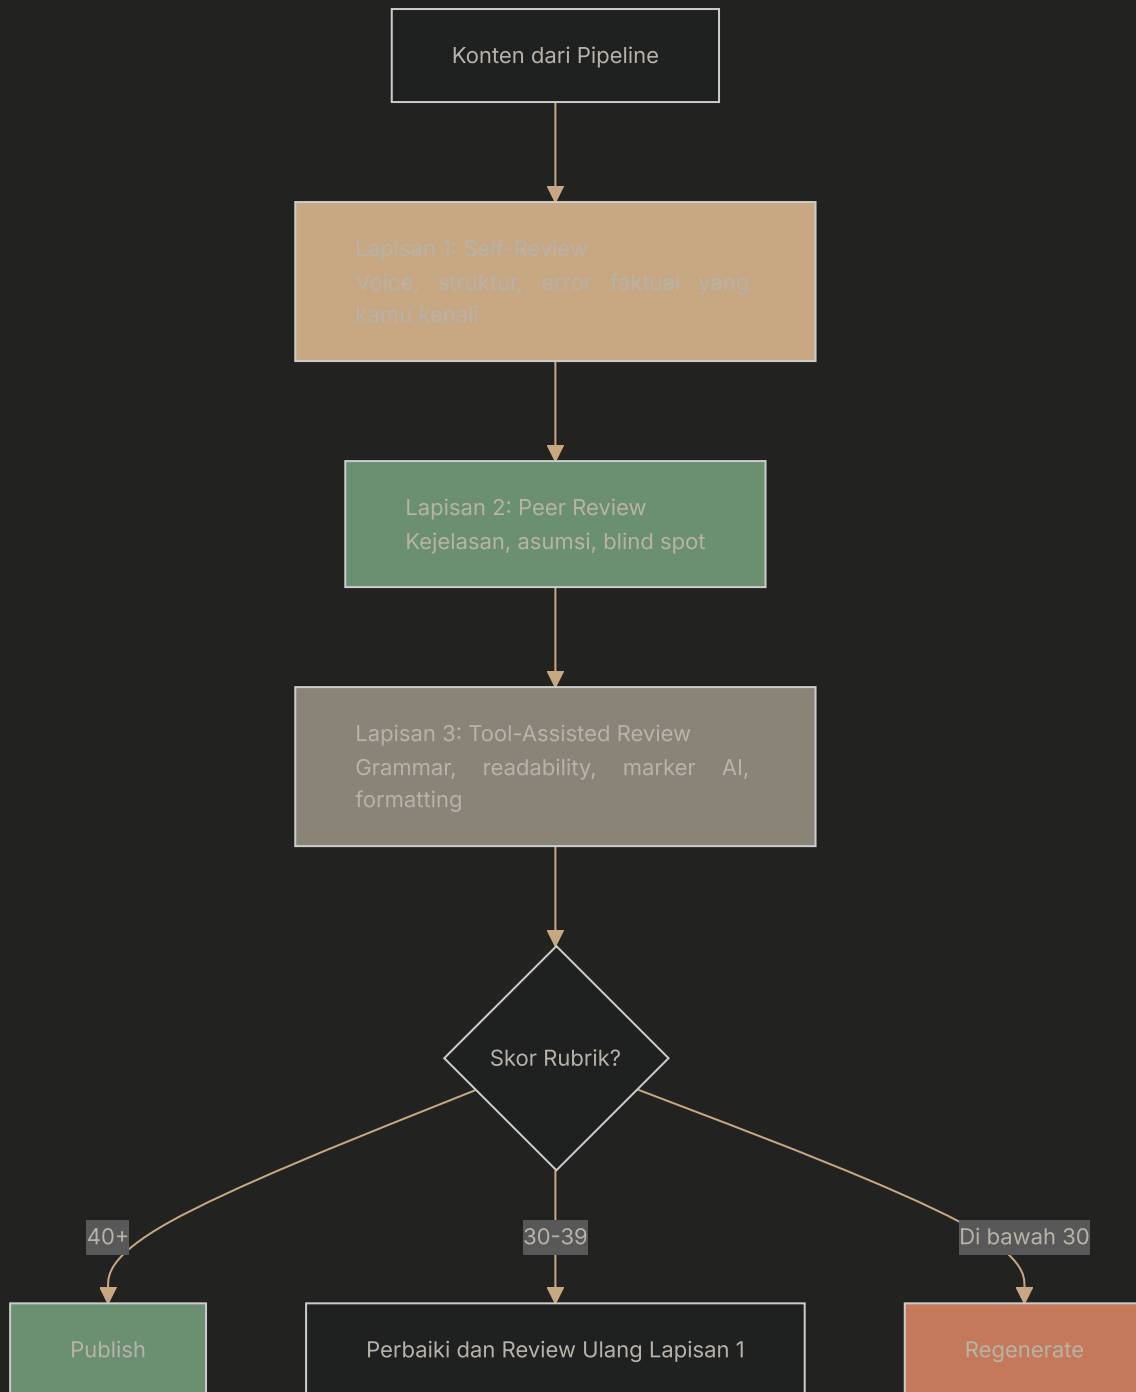 Konten dari Pipeline
Lapisan 1: Self-Review
Voice, struktur, error faktual yang
kamu kenali
Lapisan 2: Peer Review
Kejelasan, asumsi, blind spot
Lapisan 3: Tool-Assisted Review
Grammar, readability, marker AI,
formatting
Skor Rubrik?
40+
30-39
Di bawah 30
Publish
Perbaiki dan Review Ulang Lapisan 1
Regenerate